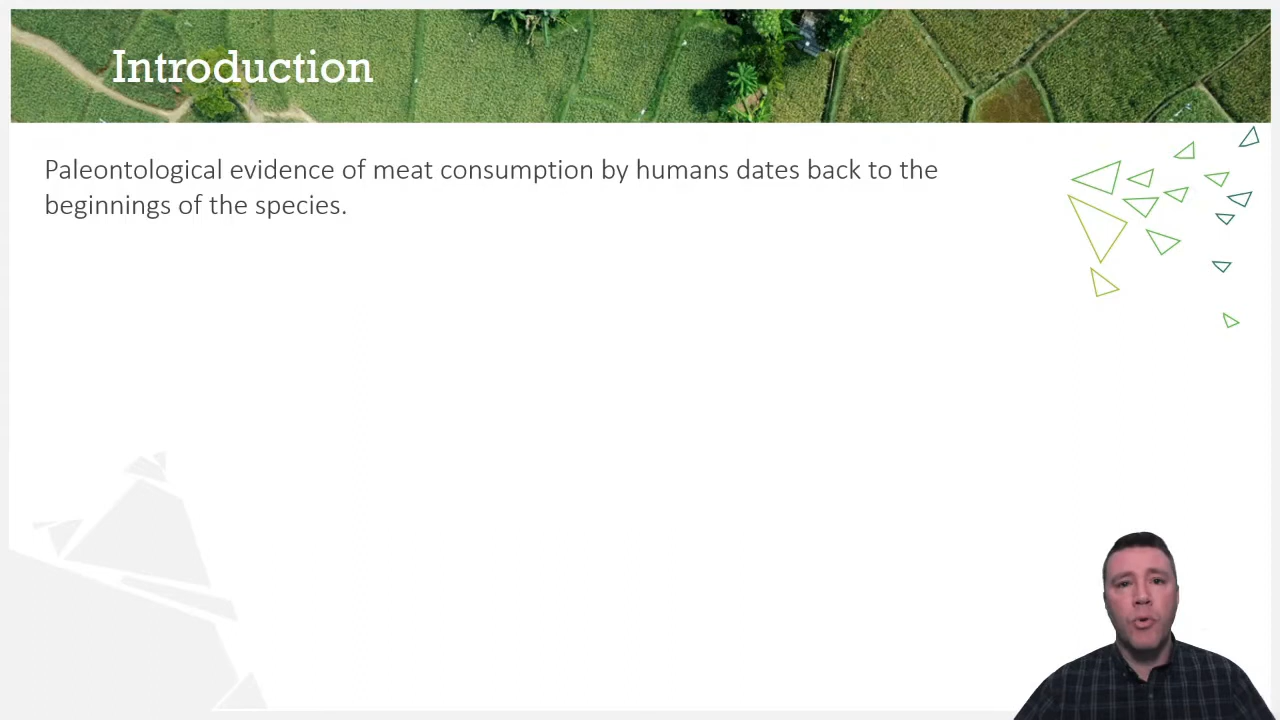 Introduction
Paleontological evidence of meat consumption by humans dates back to the
beginnings of the species.